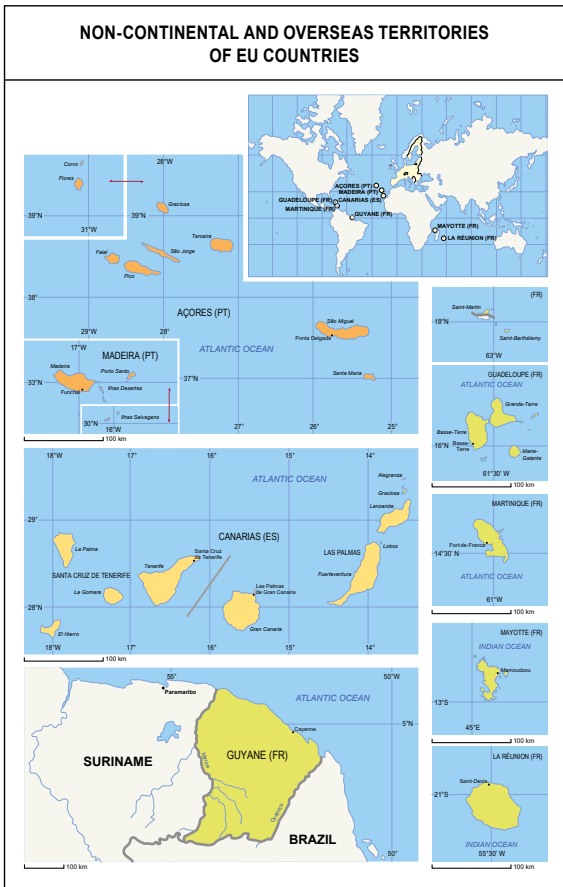 NON-CONTINENTAL AND OVERSEAS TERRITORIES
OF EU COUNTRIES
AÇORES (PT)
MADEIRA (PT)
GUADELOUPE (FR)
CANARIAS (ES)
MARTINIQUE (FR)
GUYANE (FR)
MAYOTTE (FR)
LA RÉUNION (FR)
Corvo
Flores
39°N
31°W
28°W
39°N
Graciosa
Terceira
São Jorge
Faial
Pico
38°N
29°W
28°W
AÇORES (PT)
São Miguel
Ponta Delgada
ATLANTIC OCEAN
Santa Maria
37°N
27°W
26°W
25°W
17°W
MADEIRA (PT)
Madeira
Porto Santo
33°N
Funchal
Ilhas Desertas
Ilhas Selvagens
30°N
16°W
100 km
(FR)
Saint-Martin
18°N
Saint-Barthélemy
63°W
GUADELOUPE (FR)
ATLANTIC OCEAN
Grande-Terre
Basse-Terre
Basse-
Terre
16°N
Marie-
Galante
61°30' W
100 km
18°W
17°W
16°W
15°W
14°W
ATLANTIC OCEAN
Alegranza
Graciosa
Lanzarote
29°
CANARIAS (ES)
La Palma
Santa Cruz
de Tenerife
Tenerife
LAS PALMAS
Lobos
SANTA CRUZ DE TENERIFE
Fuerteventura
La Gomera
Las Palmas
de Gran Canaria
28°N
Gran Canaria
El Hierro
18°W
17°
16°
15°
14°
100 km
MARTINIQUE (FR)
Fort-de-France
14°30' N
ATLANTIC OCEAN
61°W
100 km
MAYOTTE (FR)
INDIAN OCEAN
Mamoudzou
13°S
45°E
100 km
55°
50°W
Paramaribo
ATLANTIC OCEAN
5°N
Cayenne
SURINAME
GUYANE (FR)
Oyapock
BRAZIL
50°
100 km
LA RÉUNION (FR)
Saint-Denis
21°S
INDIAN OCEAN
55°30' W
100 km